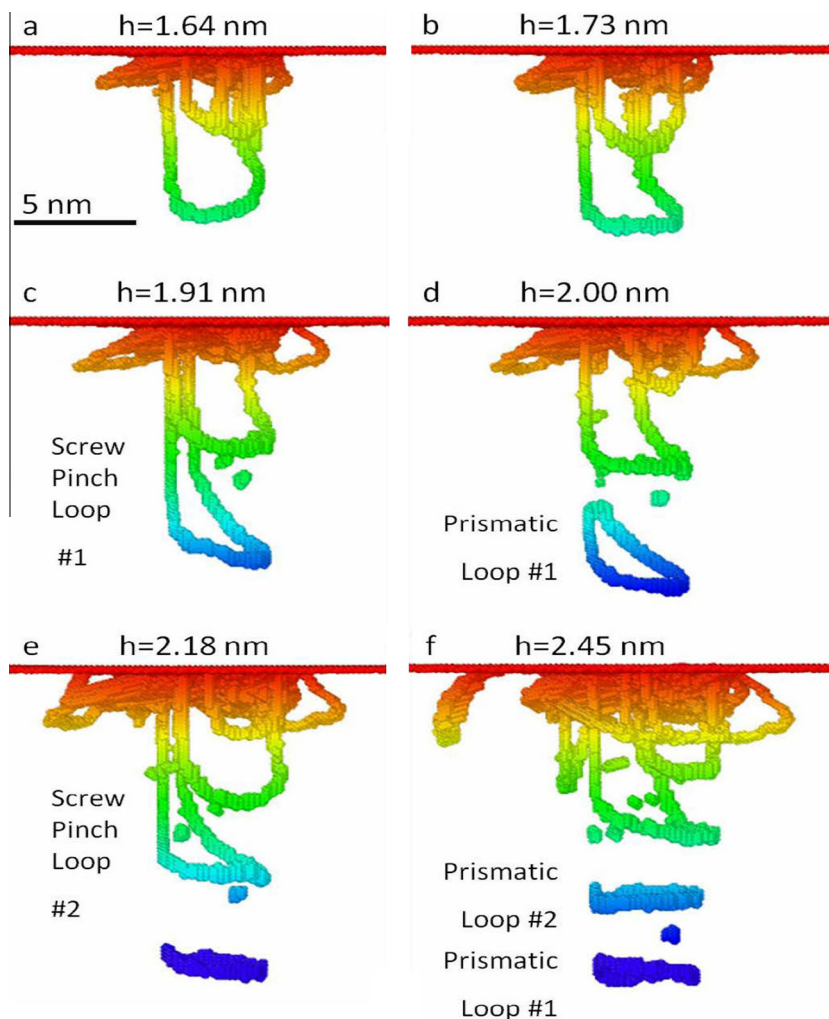 a h=1.64 nm
b h=1.73 nm
5 nm
c h=1.91 nm
d h=2.00 nm
Screw
Pinch
Loop
#1
Prismatic
Loop #1
e h=2.18 nm
f h=2.45 nm
Screw
Pinch
Loop
#2
Prismatic
Loop #2
Prismatic
Loop #1